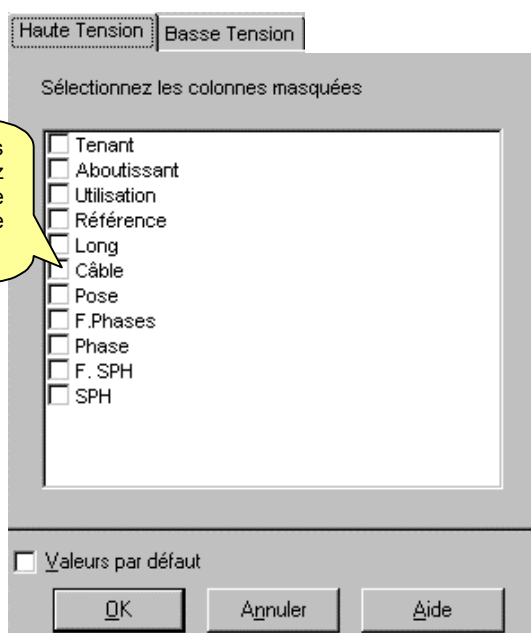 Haute Tension
Basse Tension
Sélectionnez les colonnes masquées
Tenant
Aboutissant
Utilisation
Référence
Long
Câble
Pose
F.Phases
Phase
F. SPH
SPH
Valeurs par défaut
OK
Annuler
Aide